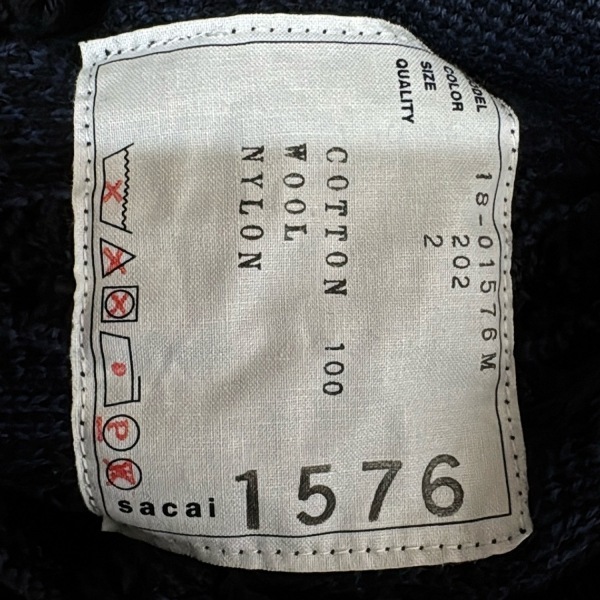 MODEL 18-01576M
COLOR 202
SIZE 2
QUALITY
COTTON 100
WOOL
NYLON
P
W
sacai 1576